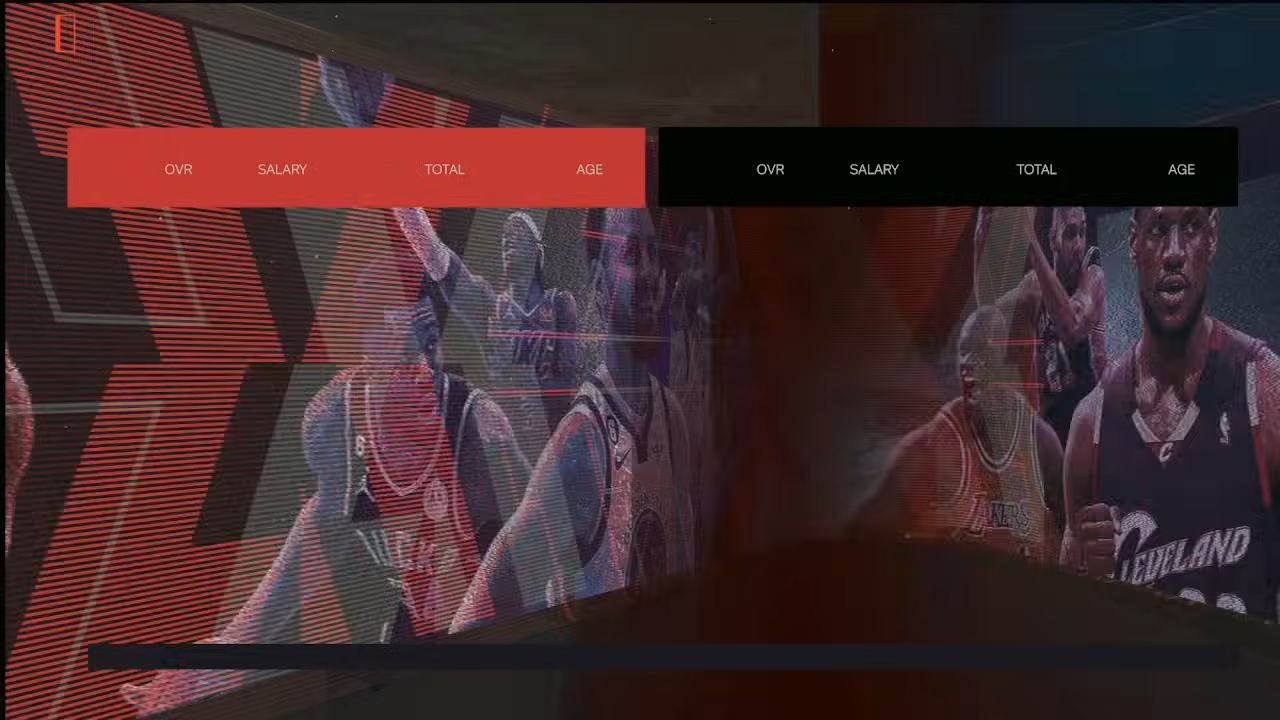 OVR SALARY TOTAL AGE OVR SALARY TOTAL AGE
LAKERS
C
CLEVELAND